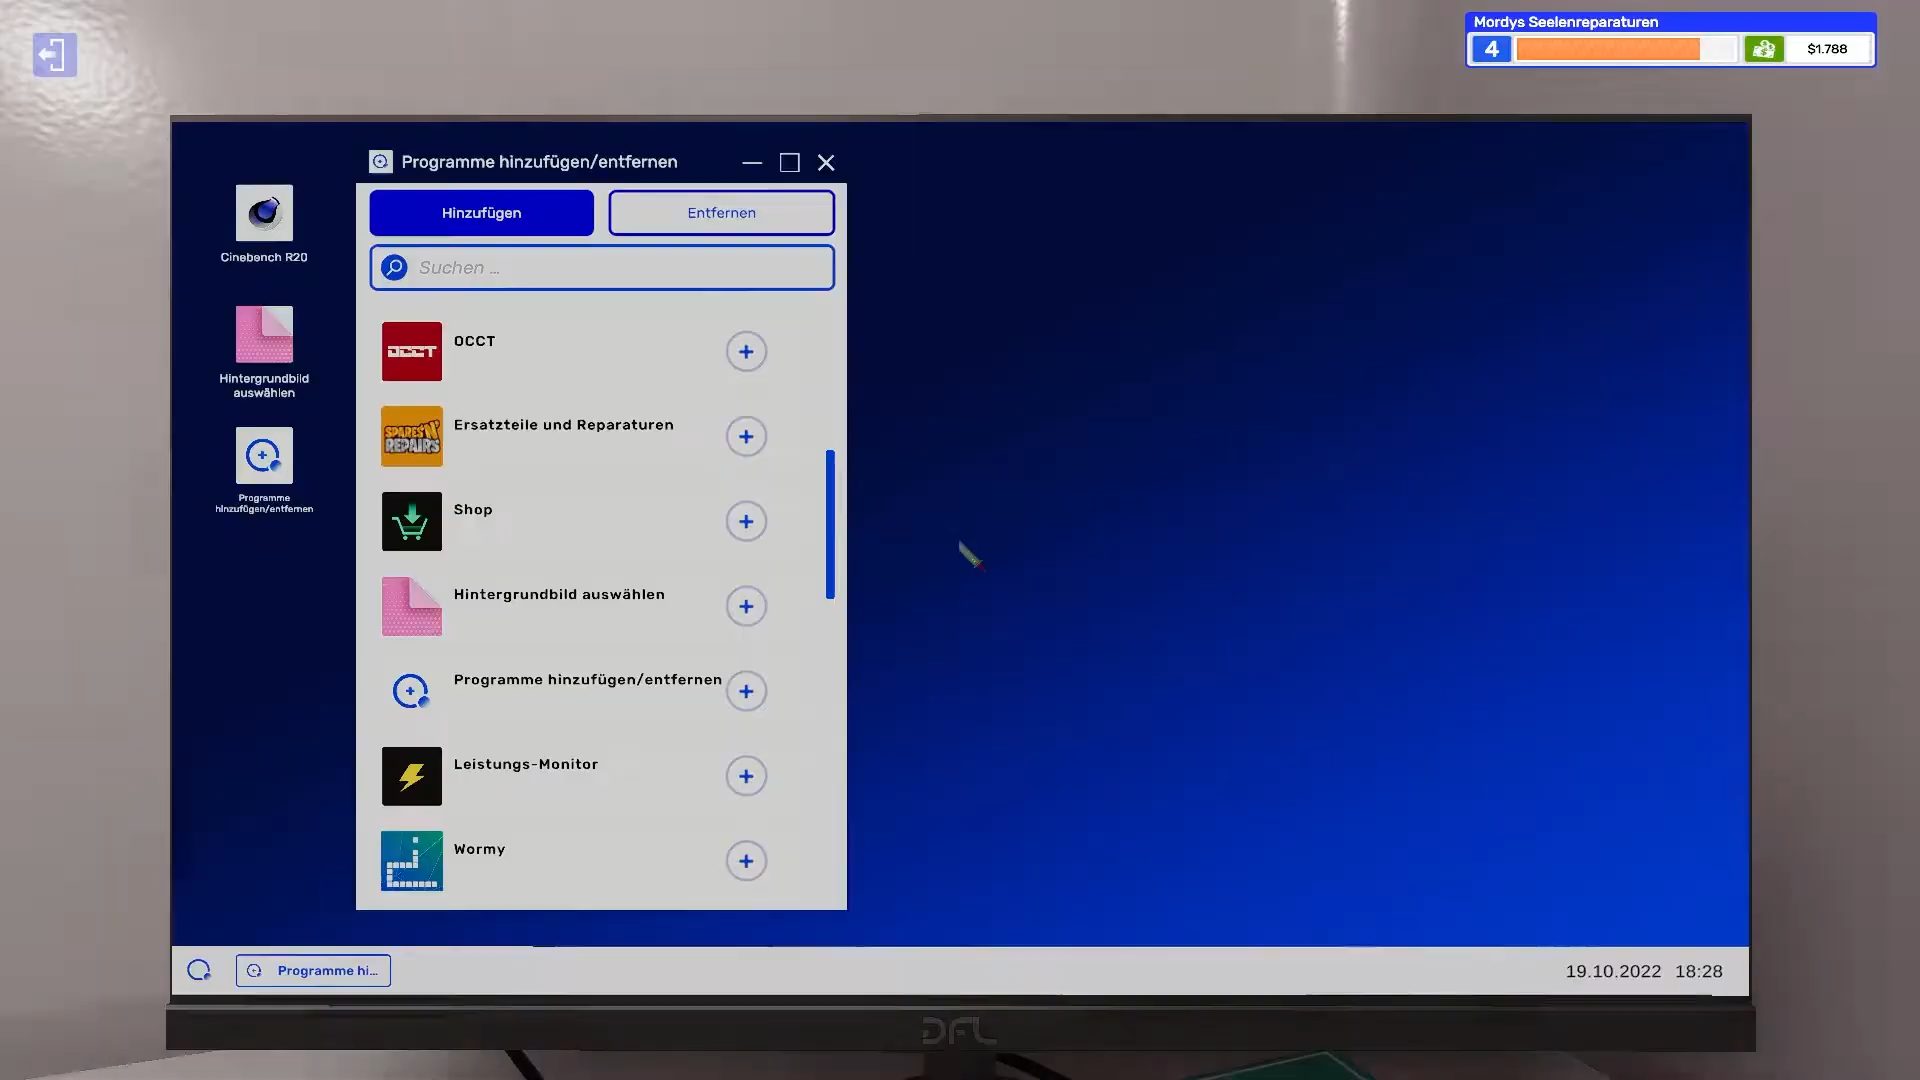 Mordys Seelenreparaturen
4
$1.788
Programme hinzufügen/entfernen
Hinzufügen
Entfernen
Suchen ...
Cinebench R20
Hintergrundbild
auswählen
Programme
hinzufügen/entfernen
OCCT
OCCT
Ersatzteile und Reparaturen
SPARES 'N'
REPAIRS
Shop
Hintergrundbild auswählen
Programme hinzufügen/entfernen
Leistungs-Monitor
Wormy
Programme hi...
19.10.2022 18:28
DFL